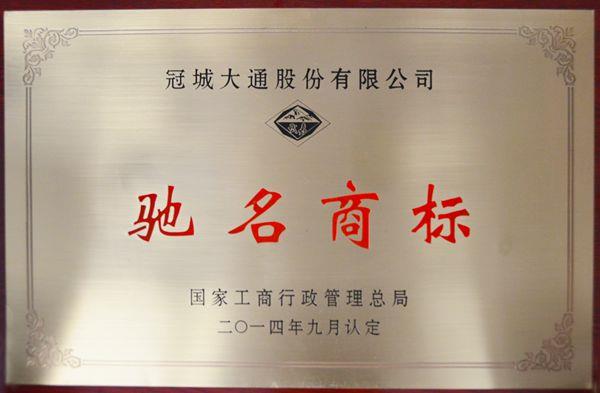 冠城大通股份有限公司
驰名商标
国家工商行政管理总局
二〇一四年九月认定